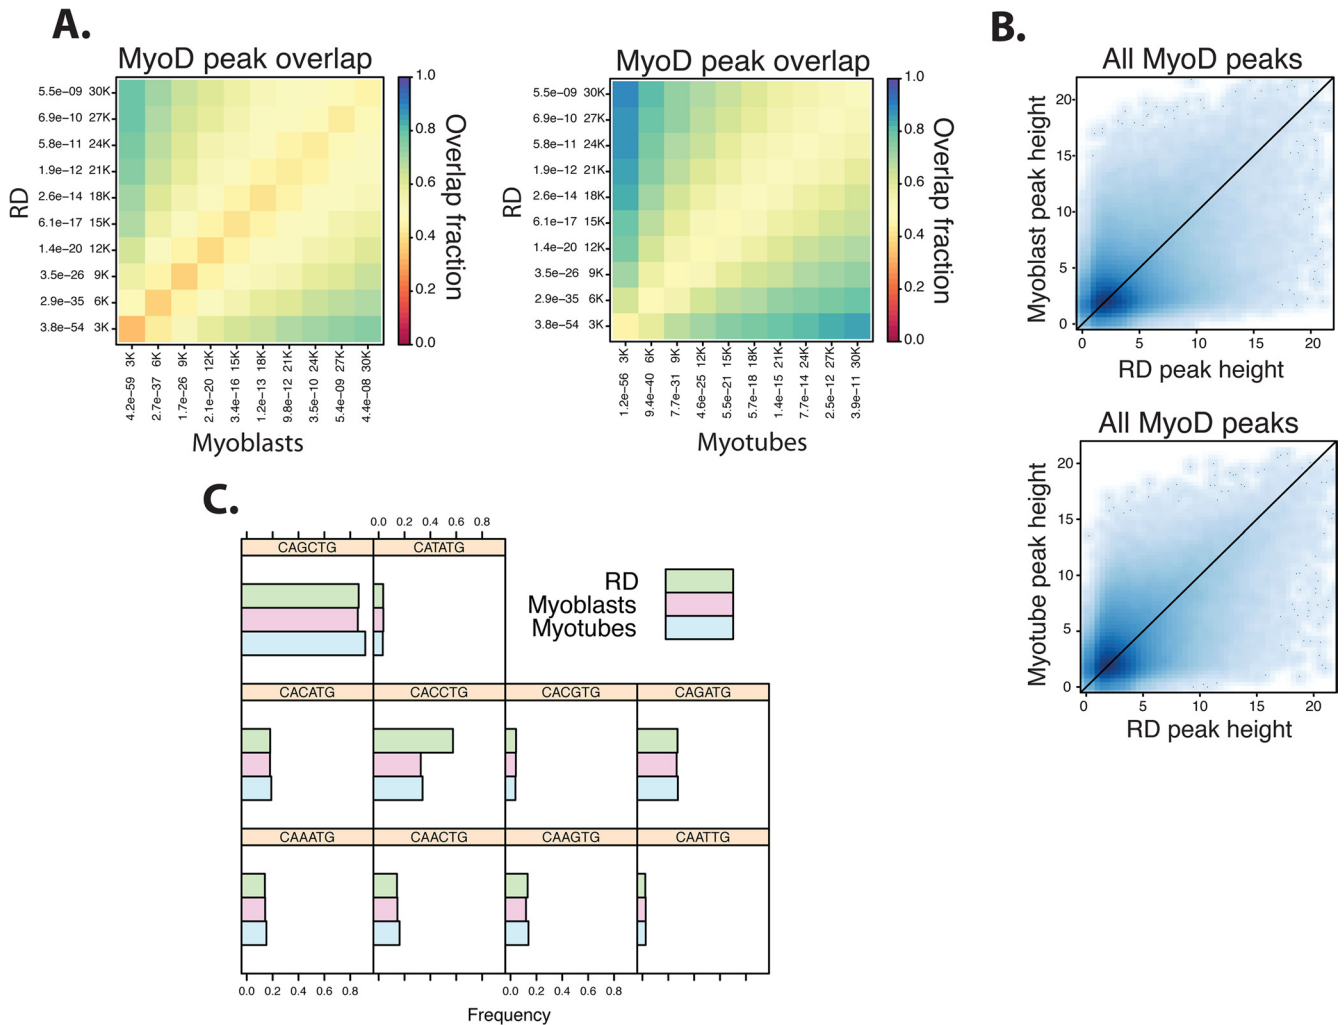 A.
MyoD peak overlap
RD
5.5e−09 30K
6.9e−10 27K
5.8e−11 24K
1.9e−12 21K
2.6e−14 18K
6.1e−17 15K
1.4e−20 12K
3.5e−26 9K
2.9e−35 6K
3.8e−54 3K
4.2e−59 3K
2.7e−37 6K
1.7e−26 9K
2.1e−20 12K
3.4e−16 15K
1.2e−13 18K
9.8e−12 21K
3.5e−10 24K
5.4e−09 27K
4.4e−08 30K
Myoblasts
1.0
0.8
0.6
0.4
0.2
0.0
Overlap fraction
MyoD peak overlap
RD
5.5e−09 30K
6.9e−10 27K
5.8e−11 24K
1.9e−12 21K
2.6e−14 18K
6.1e−17 15K
1.4e−20 12K
3.5e−26 9K
2.9e−35 6K
3.8e−54 3K
1.2e−56 3K
9.4e−40 6K
7.7e−31 9K
4.6e−25 12K
5.5e−21 15K
5.7e−18 18K
1.4e−15 21K
7.7e−14 24K
2.5e−12 27K
3.9e−11 30K
Myotubes
1.0
0.8
0.6
0.4
0.2
0.0
Overlap fraction
B.
All MyoD peaks
Myoblast peak height
20
15
10
5
0
0 5 10 15 20
RD peak height
All MyoD peaks
Myotube peak height
20
15
10
5
0
0 5 10 15 20
RD peak height
C.
0.0 0.2 0.4 0.6 0.8
CAGCTG CATATG
RD
Myoblasts
Myotubes
CACATG CACCTG CACGTG CAGATG
CAAATG CAACTG CAAGTG CAATTG
0.0 0.2 0.4 0.6 0.8 0.0 0.2 0.4 0.6 0.8
Frequency